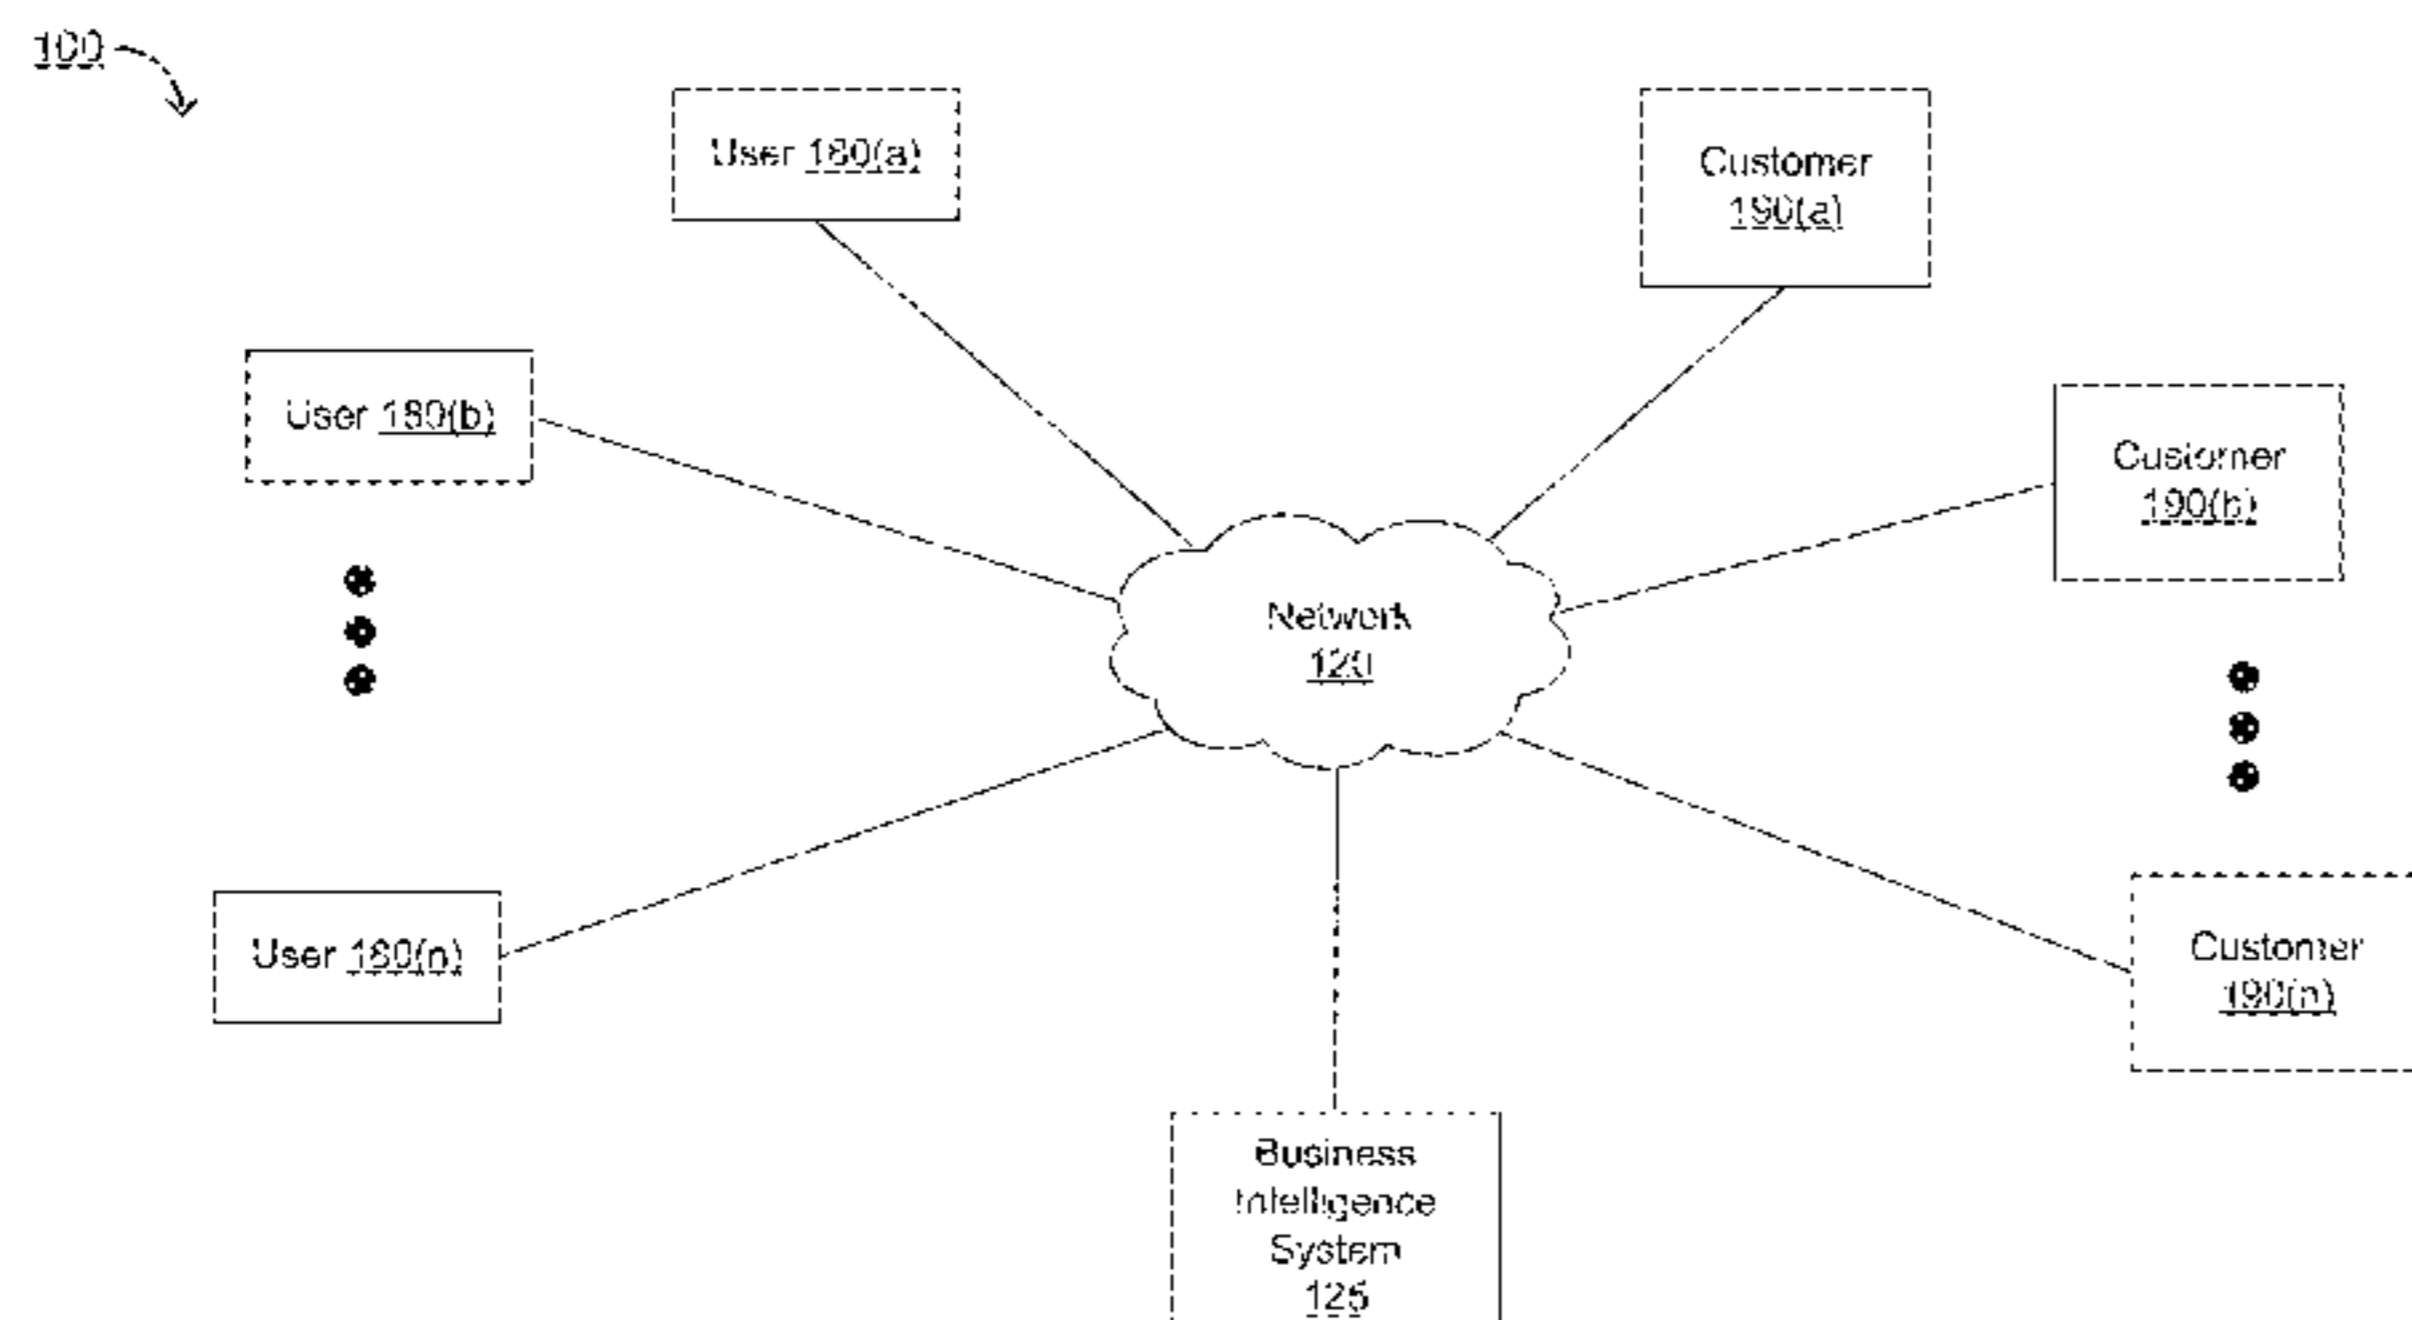 100
User 180(a)
Customer
190(a)
User 180(b)
Customer
190(b)
Network
120
User 180(n)
Customer
190(n)
Business
Intelligence
System
125